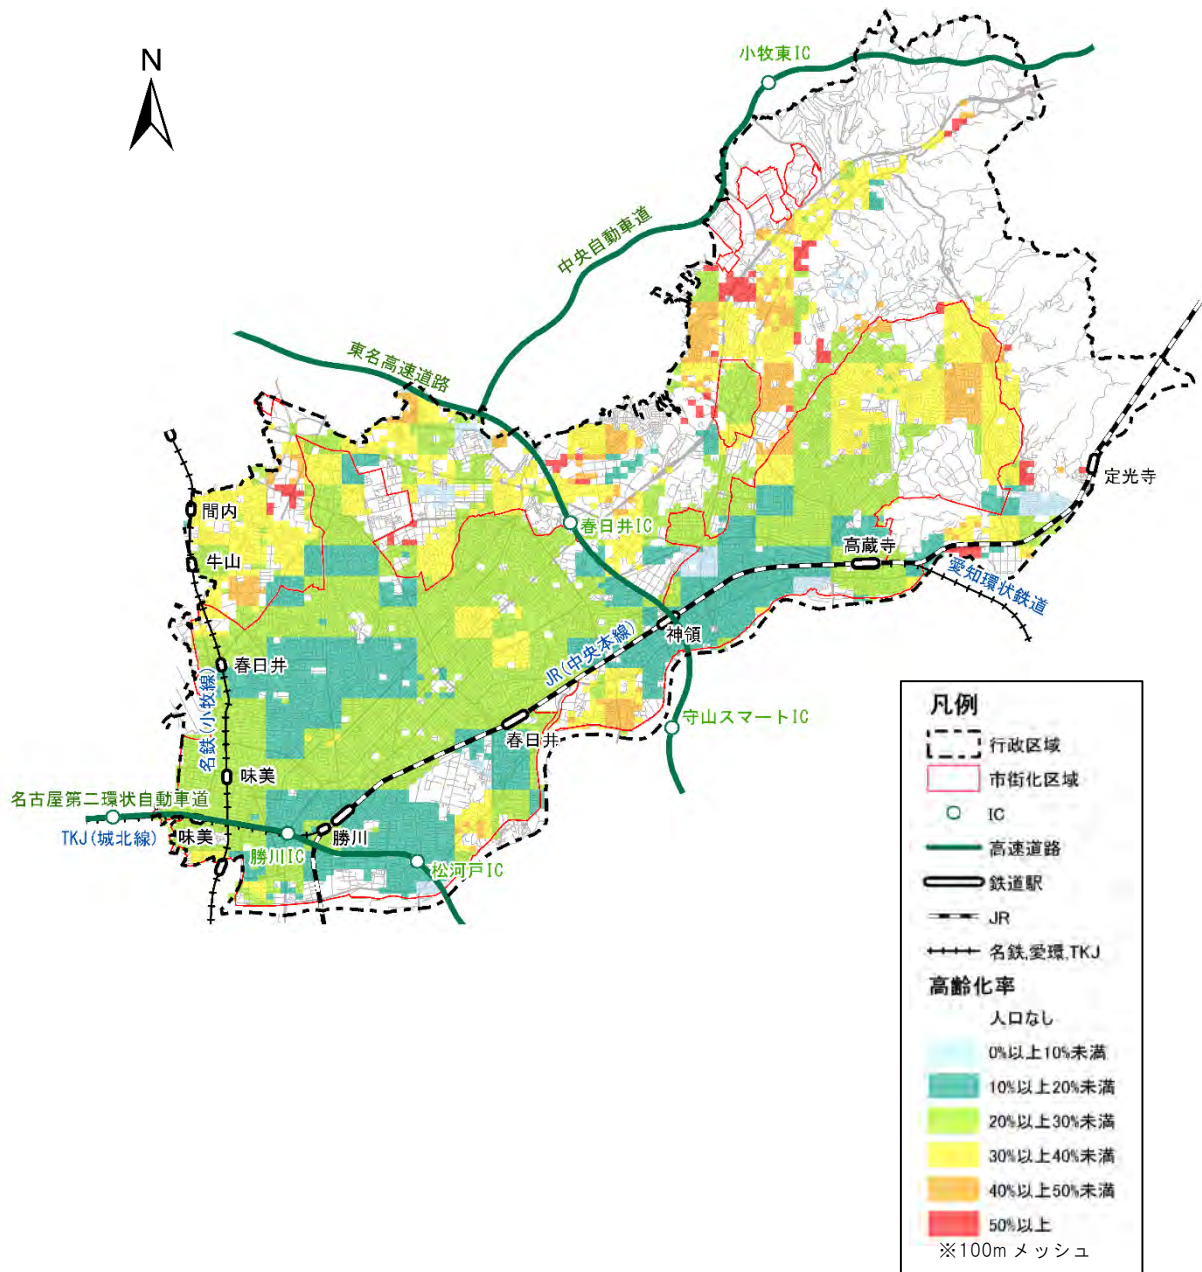 N
小牧東IC
中央自動車道
東名高速道路
定光寺
間内
春日井IC
牛山
高蔵寺
愛知環状鉄道
神領
JR(中央本線)
春日井
名鉄(小牧線)
守山スマートIC
春日井
味美
名古屋第二環状自動車道
味美
勝川
TKJ(城北線)
勝川IC
松河戸IC
凡例
行政区域
市街化区域
IC
高速道路
鉄道駅
JR
名鉄,愛環,TKJ
高齢化率
人口なし
0%以上10%未満
10%以上20%未満
20%以上30%未満
30%以上40%未満
40%以上50%未満
50%以上
※100m メッシュ